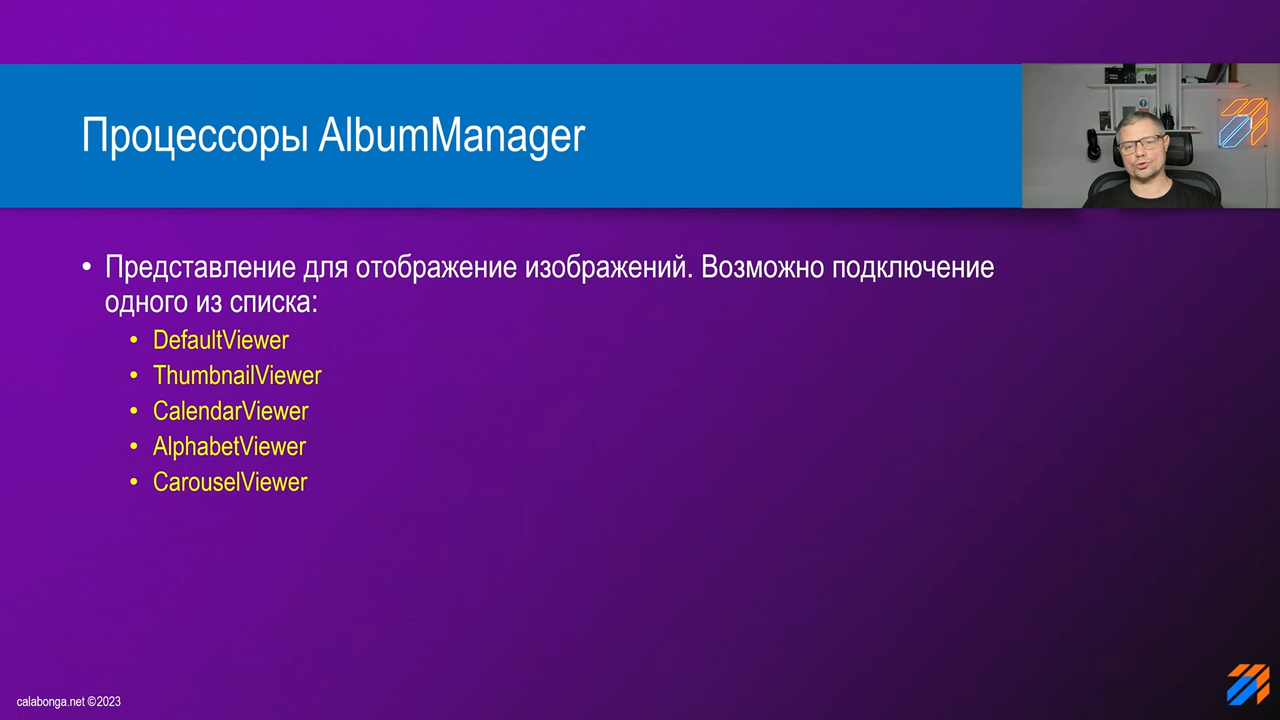 Процессоры AlbumManager
• Представление для отображение изображений. Возможно подключение
одного из списка:
• DefaultViewer
• ThumbnailViewer
• CalendarViewer
• AlphabetViewer
• CarouselViewer
calabonga.net ©2023